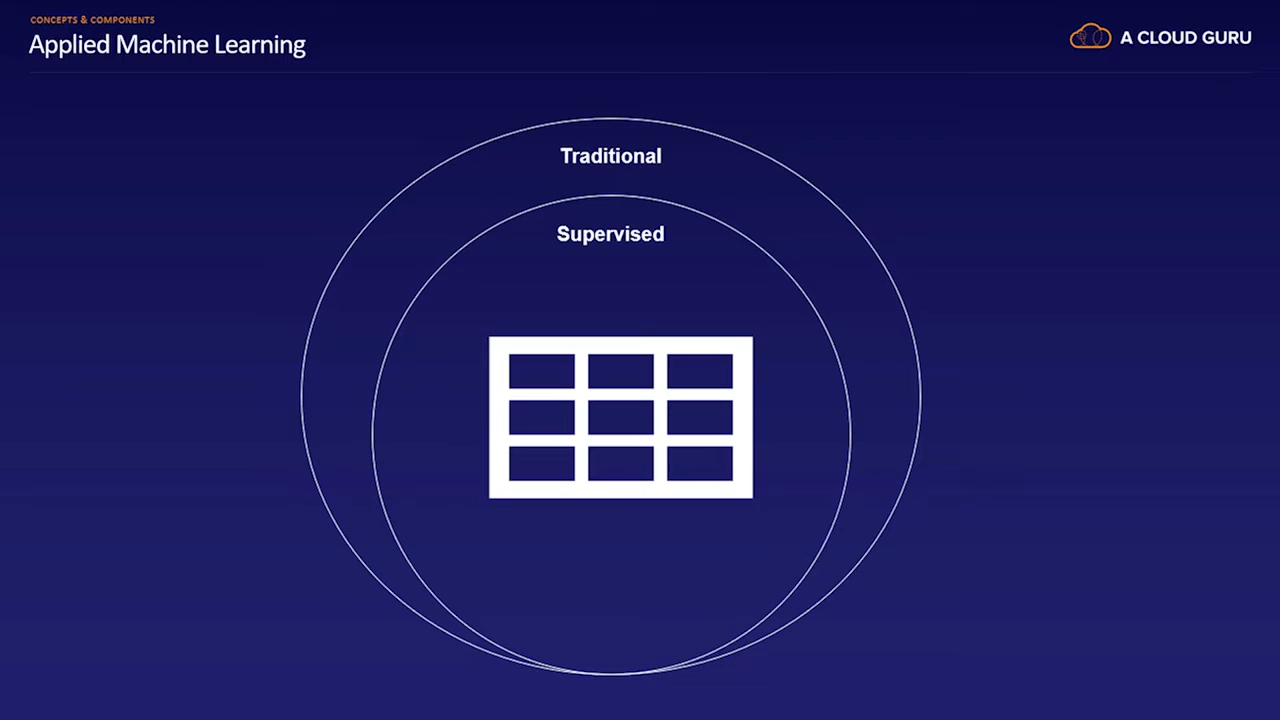 CONCEPTS & COMPONENTS
Applied Machine Learning
A CLOUD GURU
Traditional
Supervised